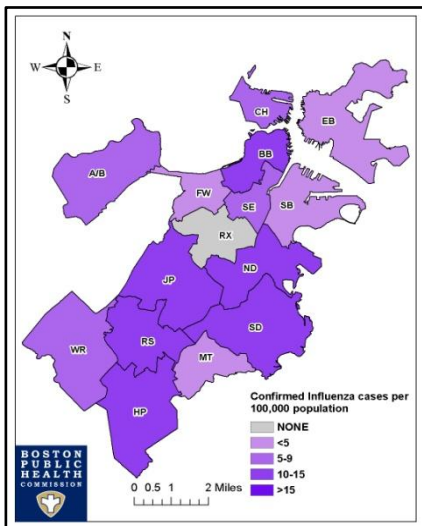 N
W E
S
CH
EB
BB
A/B
FW
SE
SB
RX
ND
JP
SD
RS
WR
MT
HP
Confirmed Influenza cases per
100,000 population
NONE
<5
5-9
10-15
>15
BOSTON
PUBLIC
HEALTH
COMMISSION
0 0.5 1 2 Miles